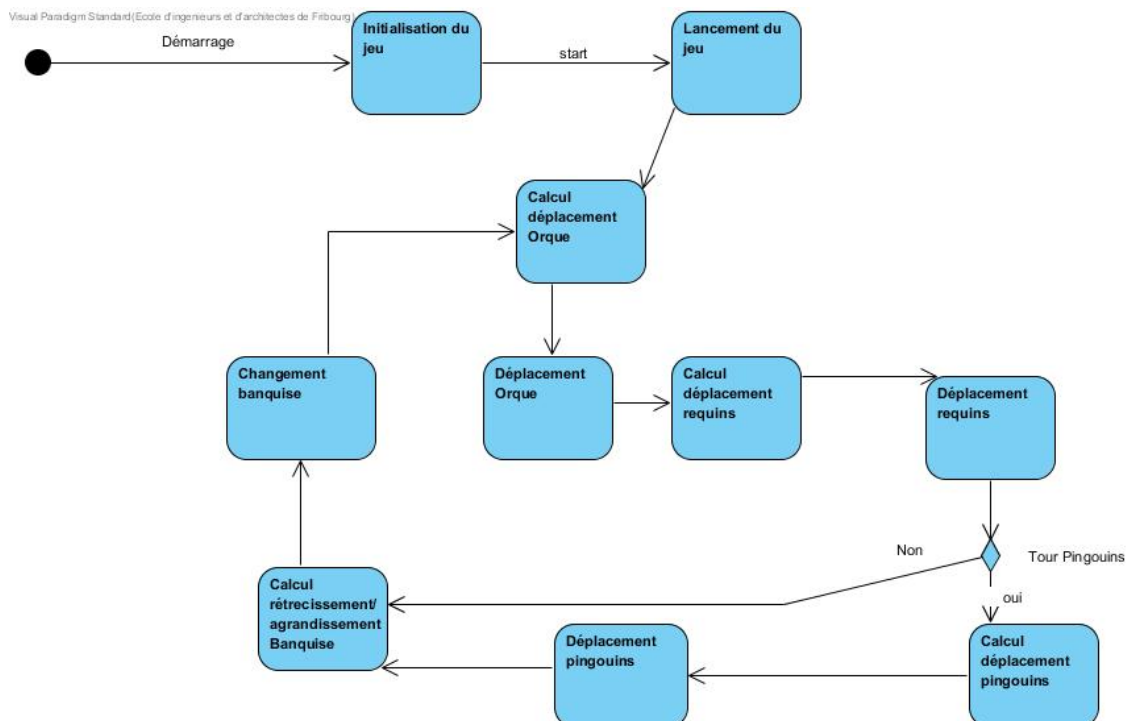 Visual Paradigm Standard(Ecole d'ingenieurs et d'architectes de Fribourg)
Démarrage
Initialisation du
jeu
start
Lancement du
jeu
Calcul
déplacement
Orque
Changement
banquise
Déplacement
Orque
Calcul
déplacement
requins
Déplacement
requins
Non
Tour Pingouins
oui
Calcul
rétrecissement/
agrandissement
Banquise
Déplacement
pingouins
Calcul
déplacement
pingouins